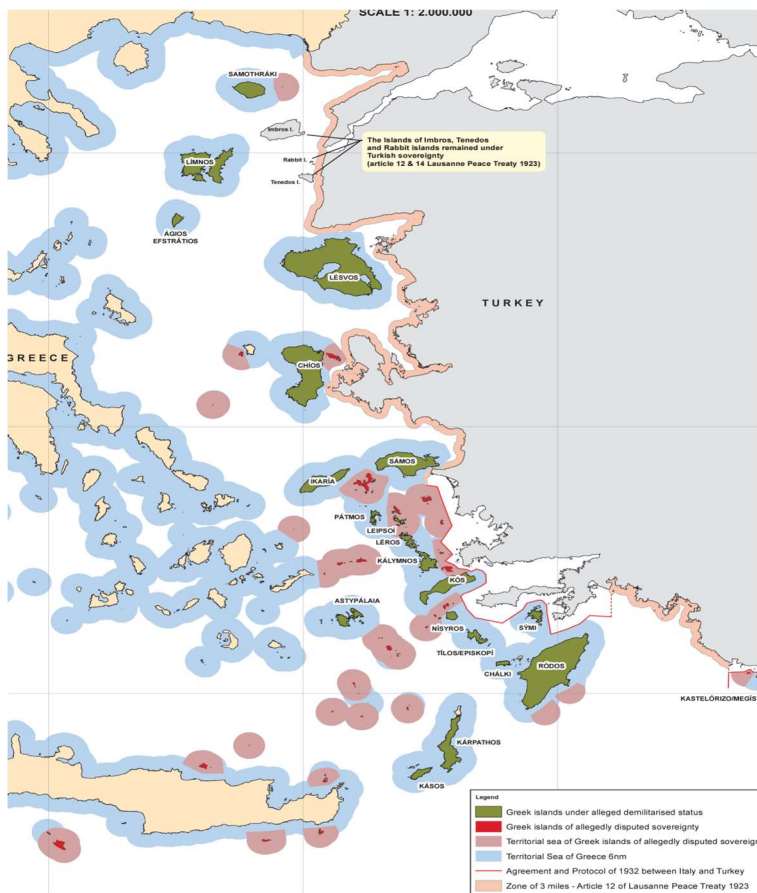 SCALE 1: 2.000.000
SAMOTHRÁKI
Imbros I.
The Islands of Imbros, Tenedos
and Rabbit islands remained under
Turkish sovereignty
(article 12 & 14 Lausanne Peace Treaty 1923)
LÍMNOS
Rabbit I.
Tenedos I.
ÁGIOS
EFSTRÁTIOS
LÉSVOS
TURKEY
GREECE
CHÍOS
SÁMOS
IKARÍA
PÁTMOS
LEIPSOÍ
LÉROS
KÁLYMNOS
KÓS
ASTYPÁLAIA
NÍSYROS
SÝMI
TÍLOS/EPISKOPÍ
CHÁLKI
RÓDOS
KASTELÓRIZO/MEGÍS
KÁRPATHOS
KÁSOS
Legend
Greek islands under alleged demilitarised status
Greek islands of allegedly disputed sovereignty
Territorial sea of Greek islands of allegedly disputed sovereign
Territorial Sea of Greece 6nm
Agreement and Protocol of 1932 between Italy and Turkey
Zone of 3 miles - Article 12 of Lausanne Peace Treaty 1923